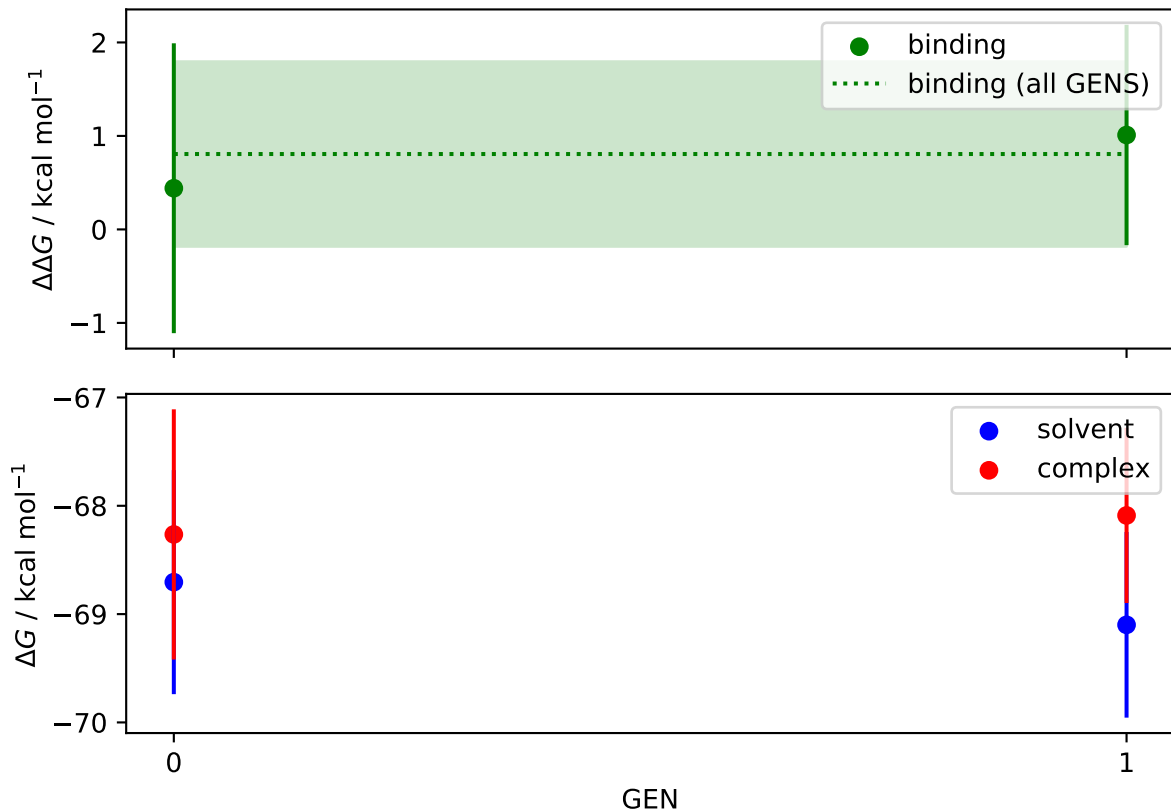 2
1
0
−1
ΔΔG / kcal mol⁻¹
binding
binding (all GENS)
−67
−68
−69
−70
ΔG / kcal mol⁻¹
solvent
complex
0
1
GEN